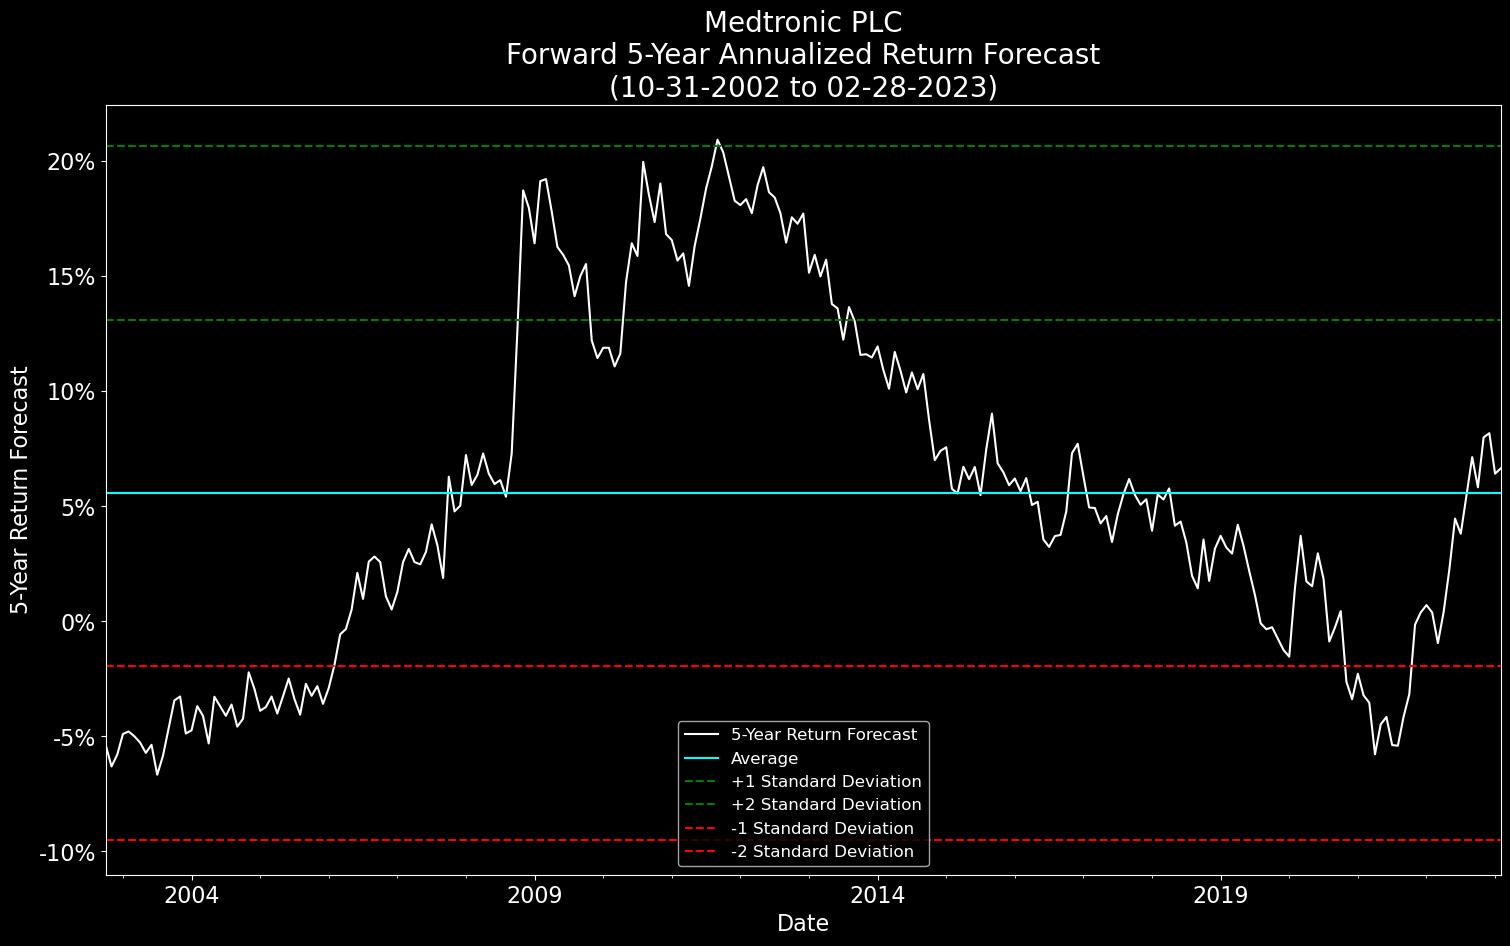 Medtronic PLC
Forward 5-Year Annualized Return Forecast
(10-31-2002 to 02-28-2023)
5-Year Return Forecast
20%
15%
10%
5%
0%
-5%
-10%
5-Year Return Forecast
Average
+1 Standard Deviation
+2 Standard Deviation
-1 Standard Deviation
-2 Standard Deviation
2004 2009 2014 2019
Date